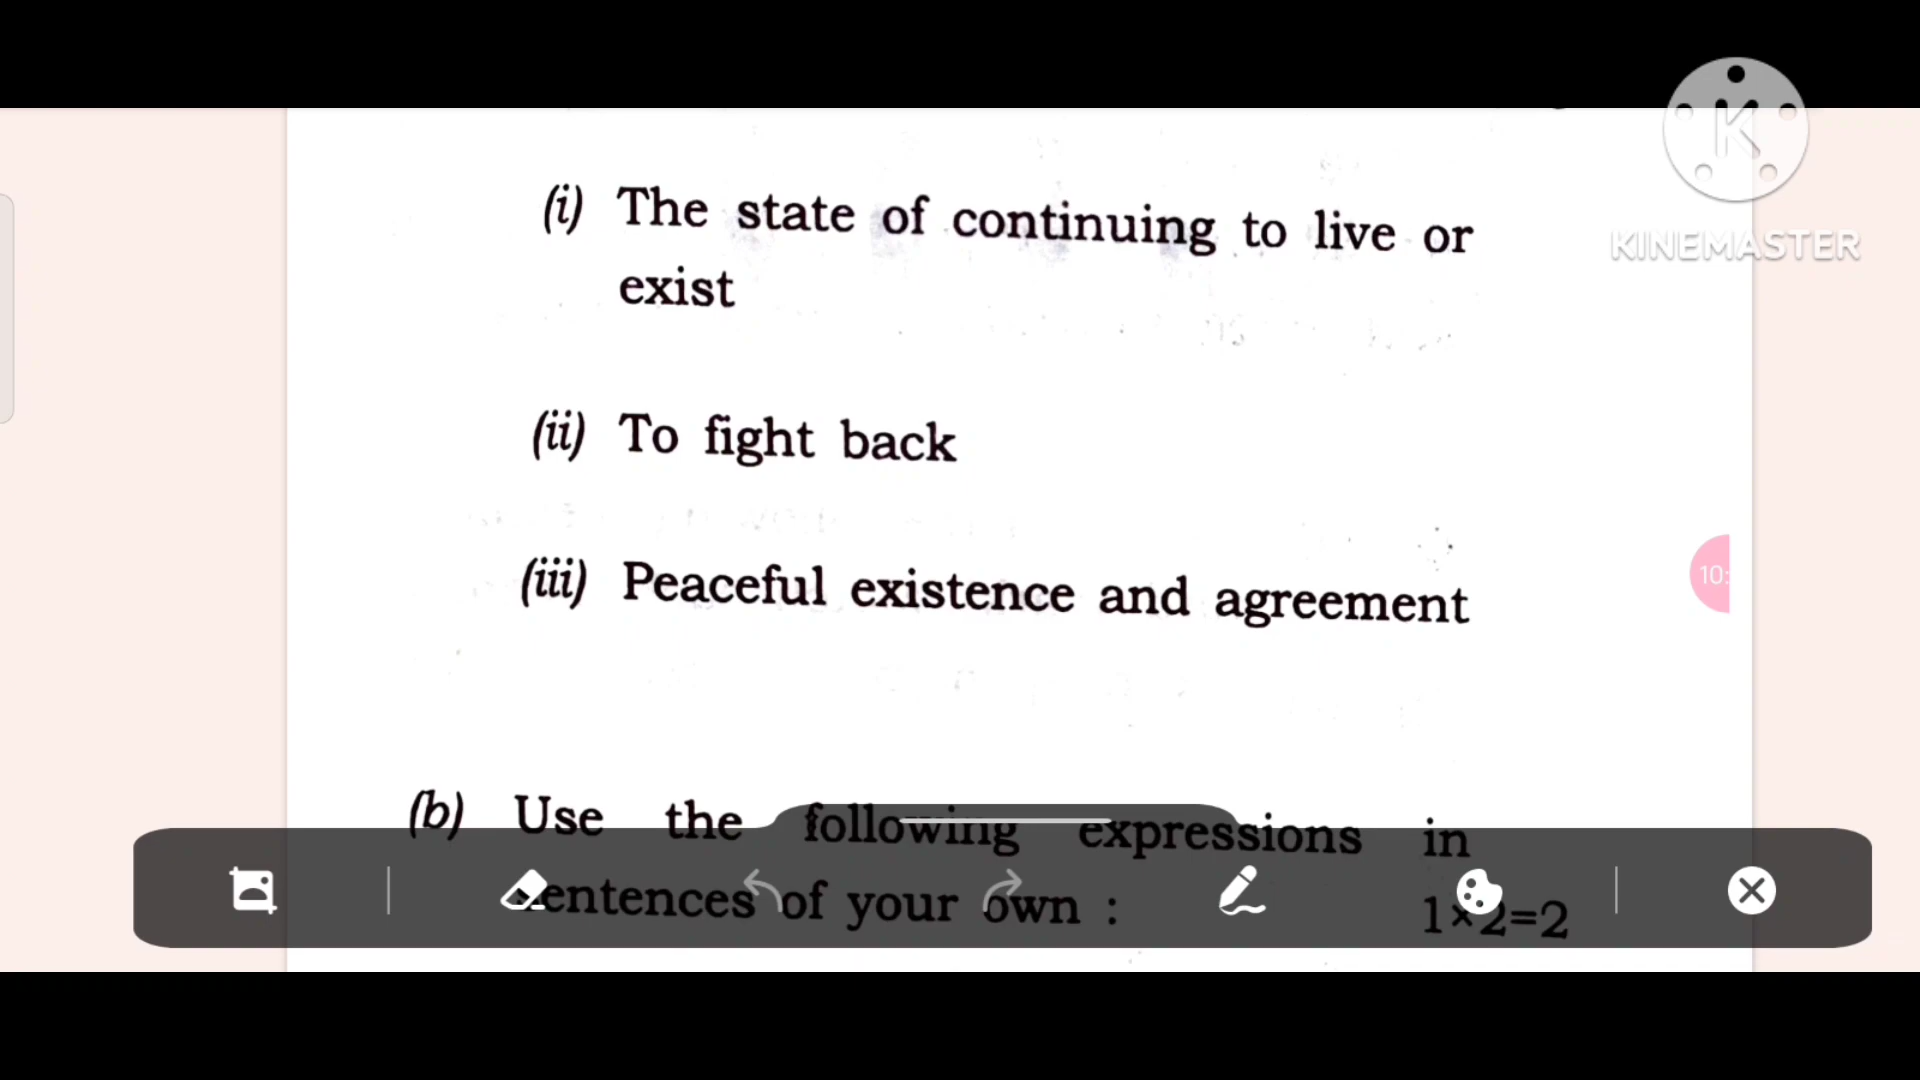 KINEMASTER
(i) The state of continuing to live or
exist
(ii) To fight back
(iii) Peaceful existence and agreement
10:
(b) Use the following expressions in
sentences of your own : 1×2=2